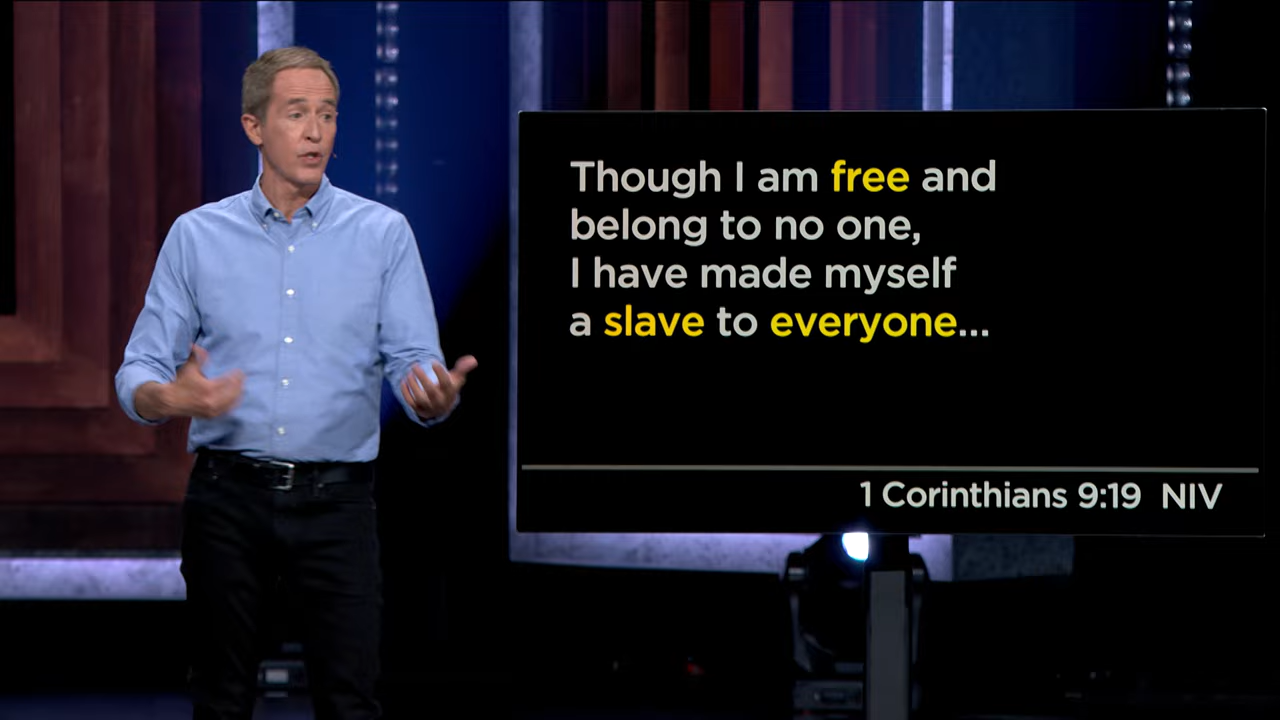 Though I am free and
belong to no one,
I have made myself
a slave to everyone...
1 Corinthians 9:19 NIV